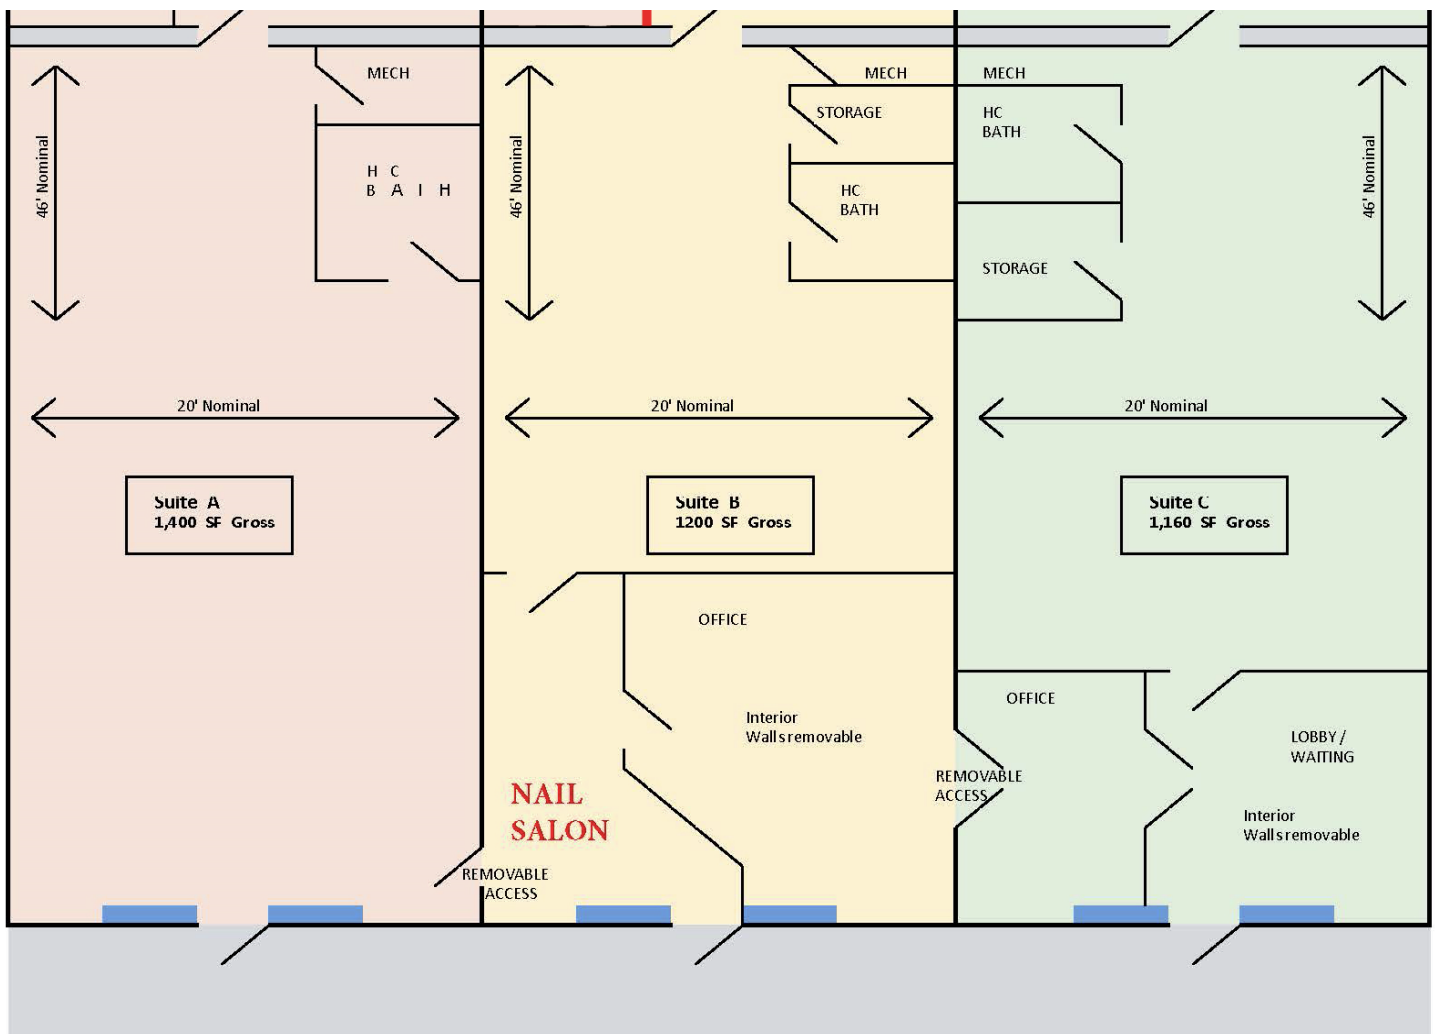 MECH
MECH
MECH
STORAGE
HC
BATH
46' Nominal
46' Nominal
46' Nominal
H C
B A I H
HC
BATH
STORAGE
20' Nominal
20' Nominal
20' Nominal
Suite A
1,400 SF Gross
Suite B
1200 SF Gross
Suite C
1,160 SF Gross
OFFICE
OFFICE
Interior
Walls removable
LOBBY /
WAITING
REMOVABLE
ACCESS
NAIL
SALON
Interior
Walls removable
REMOVABLE
ACCESS